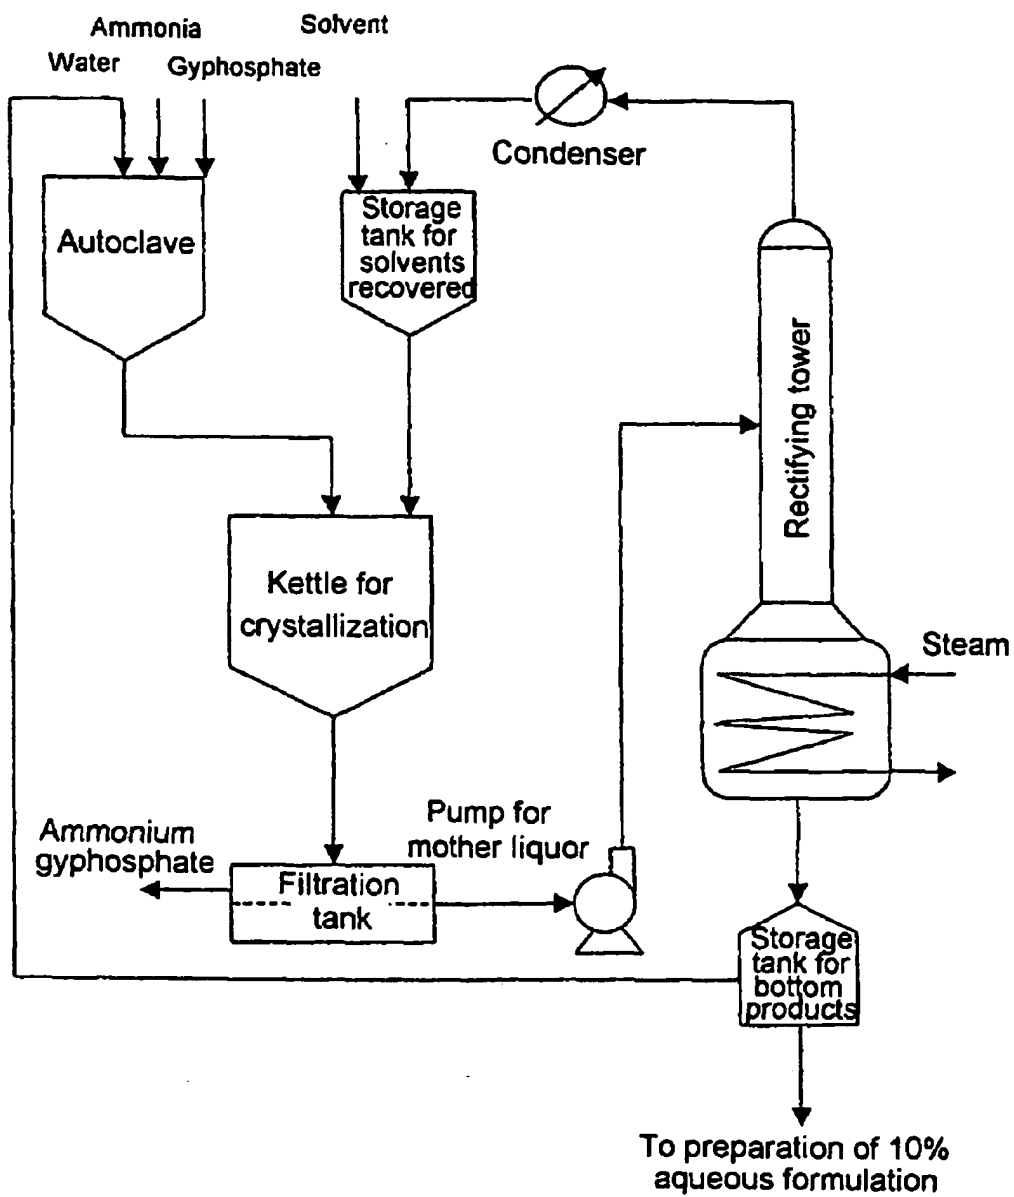 Ammonia
Solvent
Water
Gyphosphate
Condenser
Autoclave
Storage
tank for
solvents
recovered
Rectifying tower
Kettle for
crystallization
Steam
Pump for
mother liquor
Ammonium
gyphosphate
Filtration
tank
Storage
tank for
bottom
products
To preparation of 10%
aqueous formulation